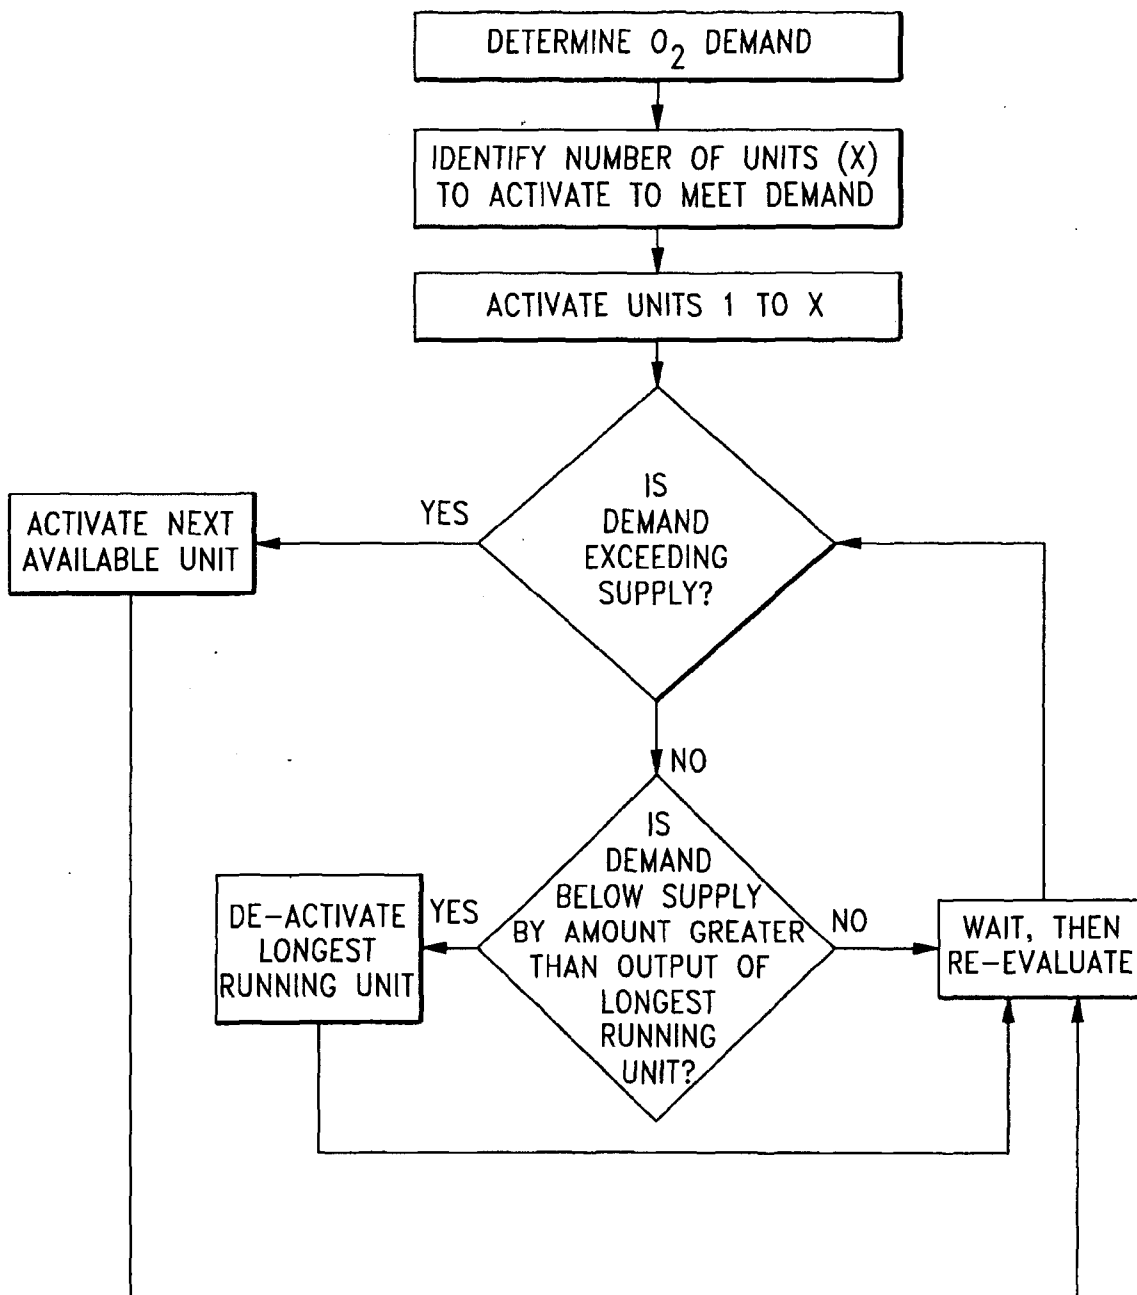 DETERMINE O2 DEMAND
IDENTIFY NUMBER OF UNITS (X)
TO ACTIVATE TO MEET DEMAND
ACTIVATE UNITS 1 TO X
IS
DEMAND
EXCEEDING
SUPPLY?
YES
ACTIVATE NEXT
AVAILABLE UNIT
NO
IS
DEMAND
BELOW SUPPLY
BY AMOUNT GREATER
THAN OUTPUT OF
LONGEST
RUNNING
UNIT?
YES
DE-ACTIVATE
LONGEST
RUNNING UNIT
NO
WAIT, THEN
RE-EVALUATE